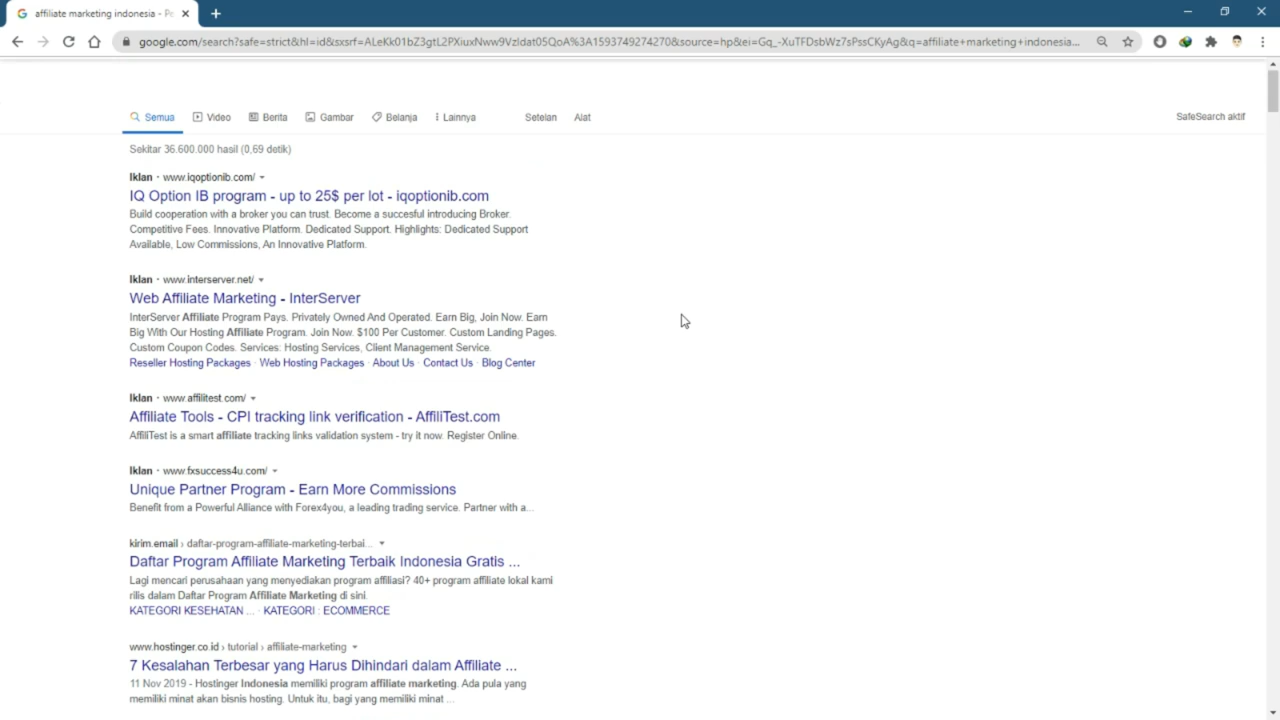 affiliate marketing indonesia - Pe
google.com/search?safe=strict&hl=id&sxsrf=ALeKk01bZ3gtL2PXiuxNww9Vzldat05QoA%3A1593749274270&source=hp&ei=Gq_-XuTFDsbWz7sPssCKyAg&q=affiliate+marketing+indonesia...
Semua Video Berita Gambar Belanja Lainnya Setelan Alat SafeSearch aktif
Sekitar 36.600.000 hasil (0,69 detik)
Iklan · www.iqoptionib.com/
IQ Option IB program - up to 25$ per lot - iqoptionib.com
Build cooperation with a broker you can trust. Become a succesful introducing Broker.
Competitive Fees. Innovative Platform. Dedicated Support. Highlights: Dedicated Support
Available, Low Commissions, An Innovative Platform.
Iklan · www.interserver.net/
Web Affiliate Marketing - InterServer
InterServer Affiliate Program Pays. Privately Owned And Operated. Earn Big, Join Now. Earn
Big With Our Hosting Affiliate Program. Join Now. $100 Per Customer. Custom Landing Pages.
Custom Coupon Codes. Services: Hosting Services, Client Management Service.
Reseller Hosting Packages · Web Hosting Packages · About Us · Contact Us · Blog Center
Iklan · www.affilitest.com/
Affiliate Tools - CPI tracking link verification - AffiliTest.com
AffiliTest is a smart affiliate tracking links validation system - try it now. Register Online.
Iklan · www.fxsuccess4u.com/
Unique Partner Program - Earn More Commissions
Benefit from a Powerful Alliance with Forex4you, a leading trading service. Partner with a...
kirim.email › daftar-program-affiliate-marketing-terbai...
Daftar Program Affiliate Marketing Terbaik Indonesia Gratis ...
Lagi mencari perusahaan yang menyediakan program affiliasi? 40+ program affiliate lokal kami
rilis dalam Daftar Program Affiliate Marketing di sini.
KATEGORI KESEHATAN ... · KATEGORI : ECOMMERCE
www.hostinger.co.id › tutorial › affiliate-marketing
7 Kesalahan Terbesar yang Harus Dihindari dalam Affiliate ...
11 Nov 2019 - Hostinger Indonesia memiliki program affiliate marketing. Ada pula yang
memiliki minat akan bisnis hosting. Untuk itu, bagi yang memiliki minat ...